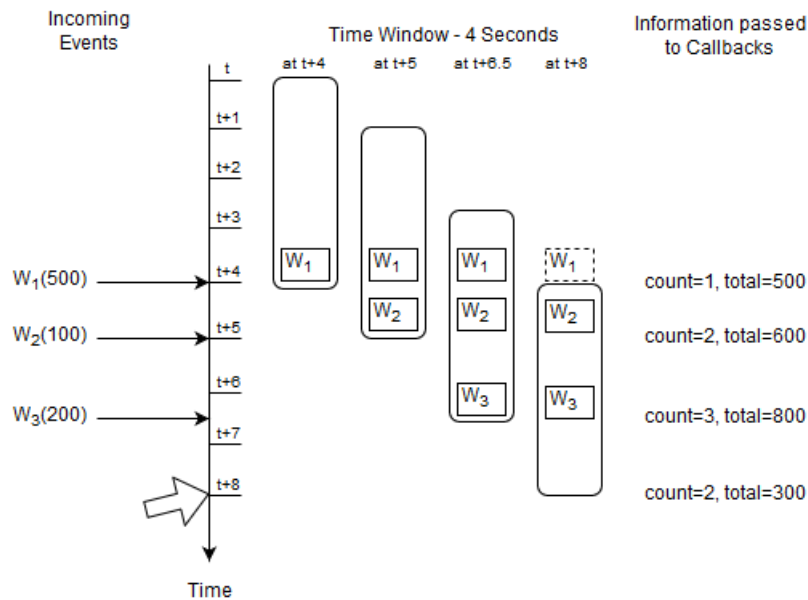 Incoming
Events
Time Window - 4 Seconds
Information passed
to Callbacks
at t+4
at t+5
at t+6.5
at t+8
t
t+1
t+2
t+3
t+4
t+5
t+6
t+7
t+8
W₁(500)
W₂(100)
W₃(200)
W₁
W₁
W₂
W₁
W₂
W₃
W₁
W₂
W₃
count=1, total=500
count=2, total=600
count=3, total=800
count=2, total=300
Time